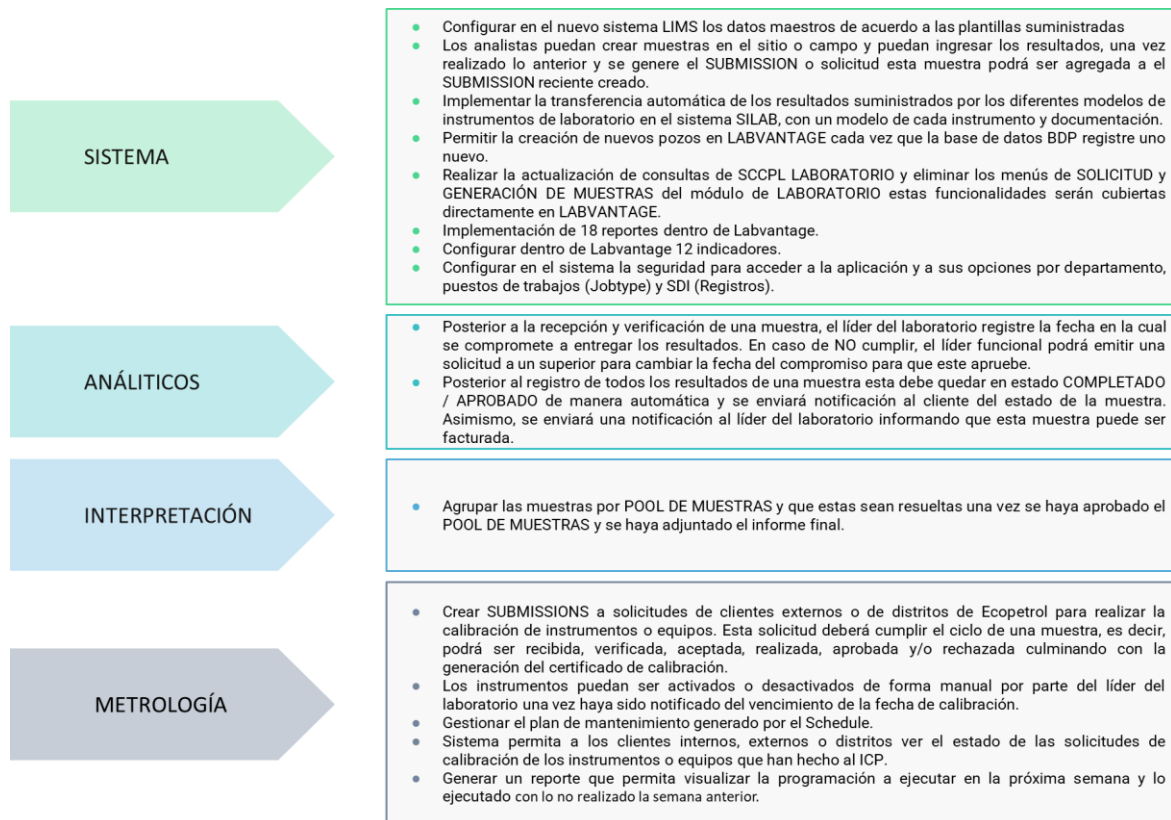 SISTEMA
● Configurar en el nuevo sistema LIMS los datos maestros de acuerdo a las plantillas suministradas
● Los analistas puedan crear muestras en el sitio o campo y puedan ingresar los resultados, una vez
realizado lo anterior y se genere el SUBMISSION o solicitud esta muestra podrá ser agregada a el
SUBMISSION reciente creado.
● Implementar la transferencia automática de los resultados suministrados por los diferentes modelos de
instrumentos de laboratorio en el sistema SILAB, con un modelo de cada instrumento y documentación.
● Permitir la creación de nuevos pozos en LABVANTAGE cada vez que la base de datos BDP registre uno
nuevo.
● Realizar la actualización de consultas de SCCPL LABORATORIO y eliminar los menús de SOLICITUD y
GENERACIÓN DE MUESTRAS del módulo de LABORATORIO estas funcionalidades serán cubiertas
directamente en LABVANTAGE.
● Implementación de 18 reportes dentro de Labvantage.
● Configurar dentro de Labvantage 12 indicadores.
● Configurar en el sistema la seguridad para acceder a la aplicación y a sus opciones por departamento,
puestos de trabajos (Jobtype) y SDI (Registros).
ANÁLITICOS
● Posterior a la recepción y verificación de una muestra, el líder del laboratorio registre la fecha en la cual
se compromete a entregar los resultados. En caso de NO cumplir, el líder funcional podrá emitir una
solicitud a un superior para cambiar la fecha del compromiso para que este apruebe.
● Posterior al registro de todos los resultados de una muestra esta debe quedar en estado COMPLETADO
/ APROBADO de manera automática y se enviará notificación al cliente del estado de la muestra.
Asimismo, se enviará una notificación al líder del laboratorio informando que esta muestra puede ser
facturada.
INTERPRETACIÓN
● Agrupar las muestras por POOL DE MUESTRAS y que estas sean resueltas una vez se haya aprobado el
POOL DE MUESTRAS y se haya adjuntado el informe final.
METROLOGÍA
● Crear SUBMISSIONS a solicitudes de clientes externos o de distritos de Ecopetrol para realizar la
calibración de instrumentos o equipos. Esta solicitud deberá cumplir el ciclo de una muestra, es decir,
podrá ser recibida, verificada, aceptada, realizada, aprobada y/o rechazada culminando con la
generación del certificado de calibración.
● Los instrumentos puedan ser activados o desactivados de forma manual por parte del líder del
laboratorio una vez haya sido notificado del vencimiento de la fecha de calibración.
● Gestionar el plan de mantenimiento generado por el Schedule.
● Sistema permita a los clientes internos, externos o distritos ver el estado de las solicitudes de
calibración de los instrumentos o equipos que han hecho al ICP.
● Generar un reporte que permita visualizar la programación a ejecutar en la próxima semana y lo
ejecutado con lo no realizado la semana anterior.